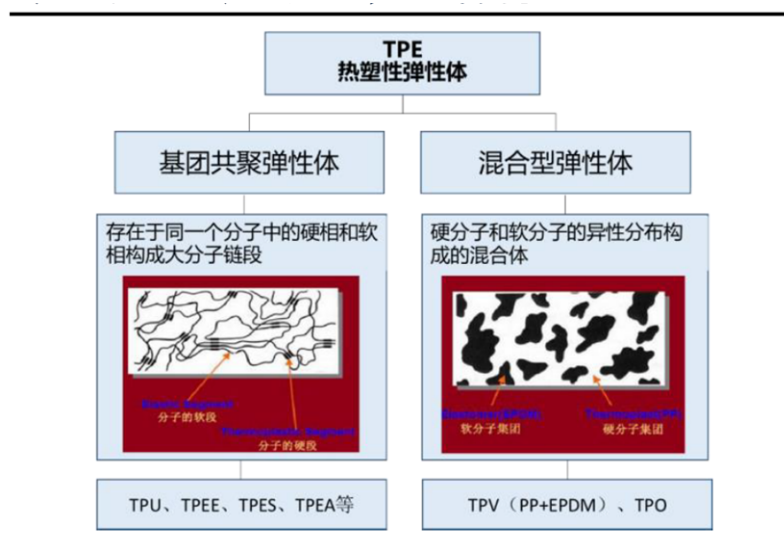 TPE
热塑性弹性体
基团共聚弹性体
混合型弹性体
存在于同一个分子中的硬相和软
相构成大分子链段
硬分子和软分子的异性分布构
成的混合体
Elastic Segment
分子的软段
Thermoplastic Segment
分子的硬段
Elastomer(EPDM)
软分子集团
Thermoplast(PP)
硬分子集团
TPU、TPEE、TPES、TPEA等
TPV（PP+EPDM）、TPO